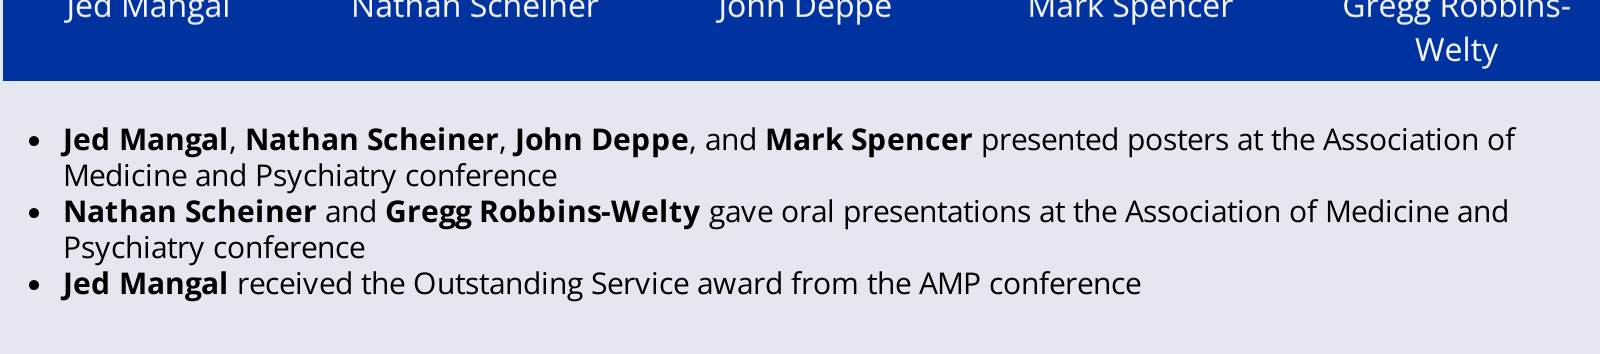 Jed Mangal Nathan Scheiner John Deppe Mark Spencer Gregg Robbins-
Welty
• Jed Mangal, Nathan Scheiner, John Deppe, and Mark Spencer presented posters at the Association of
Medicine and Psychiatry conference
• Nathan Scheiner and Gregg Robbins-Welty gave oral presentations at the Association of Medicine and
Psychiatry conference
• Jed Mangal received the Outstanding Service award from the AMP conference